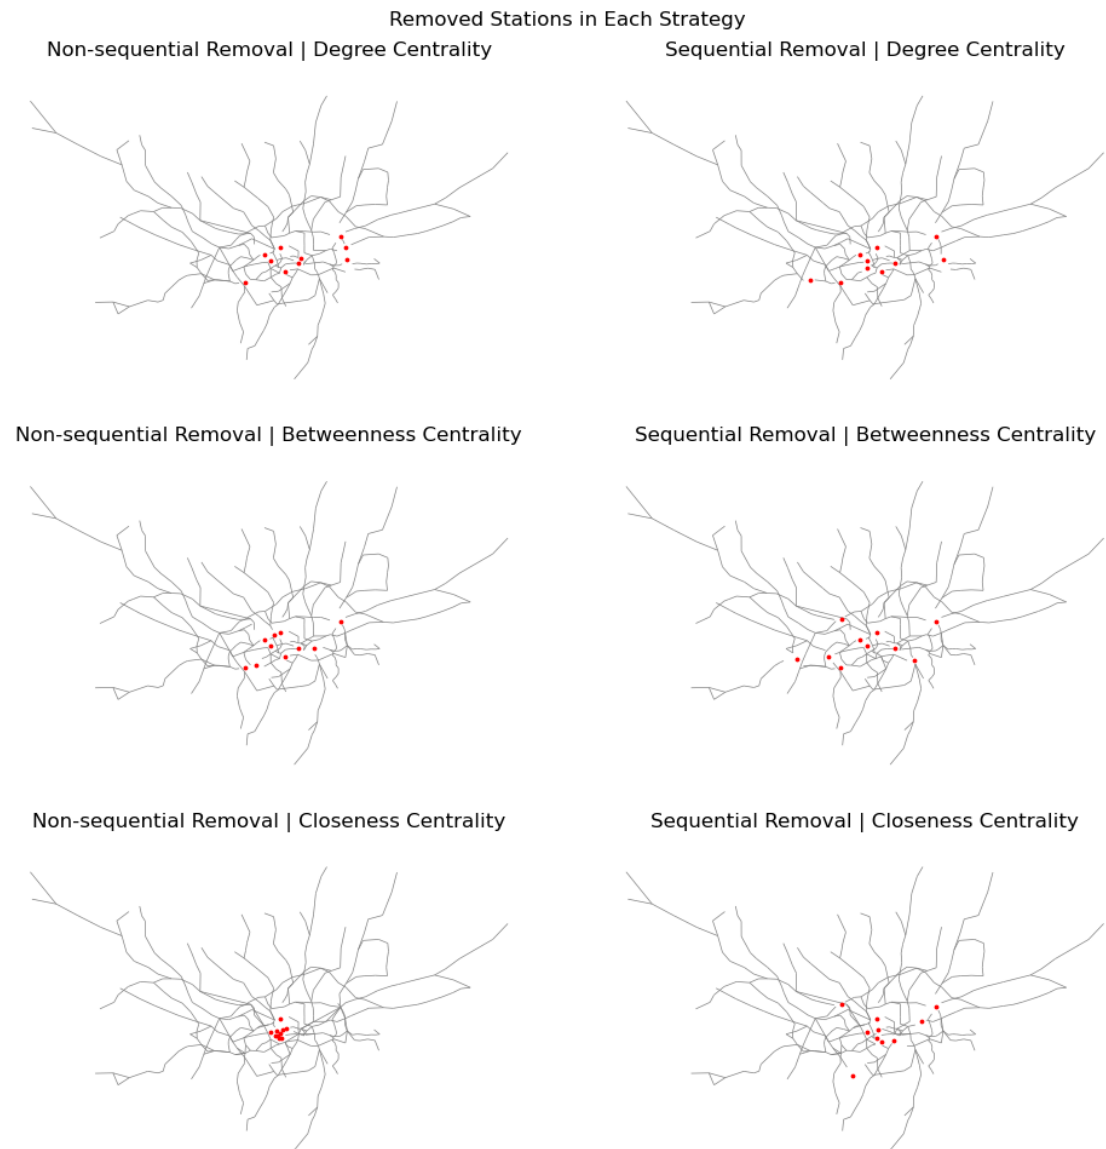 Removed Stations in Each Strategy
Non-sequential Removal | Degree Centrality
Sequential Removal | Degree Centrality
Non-sequential Removal | Betweenness Centrality
Sequential Removal | Betweenness Centrality
Non-sequential Removal | Closeness Centrality
Sequential Removal | Closeness Centrality